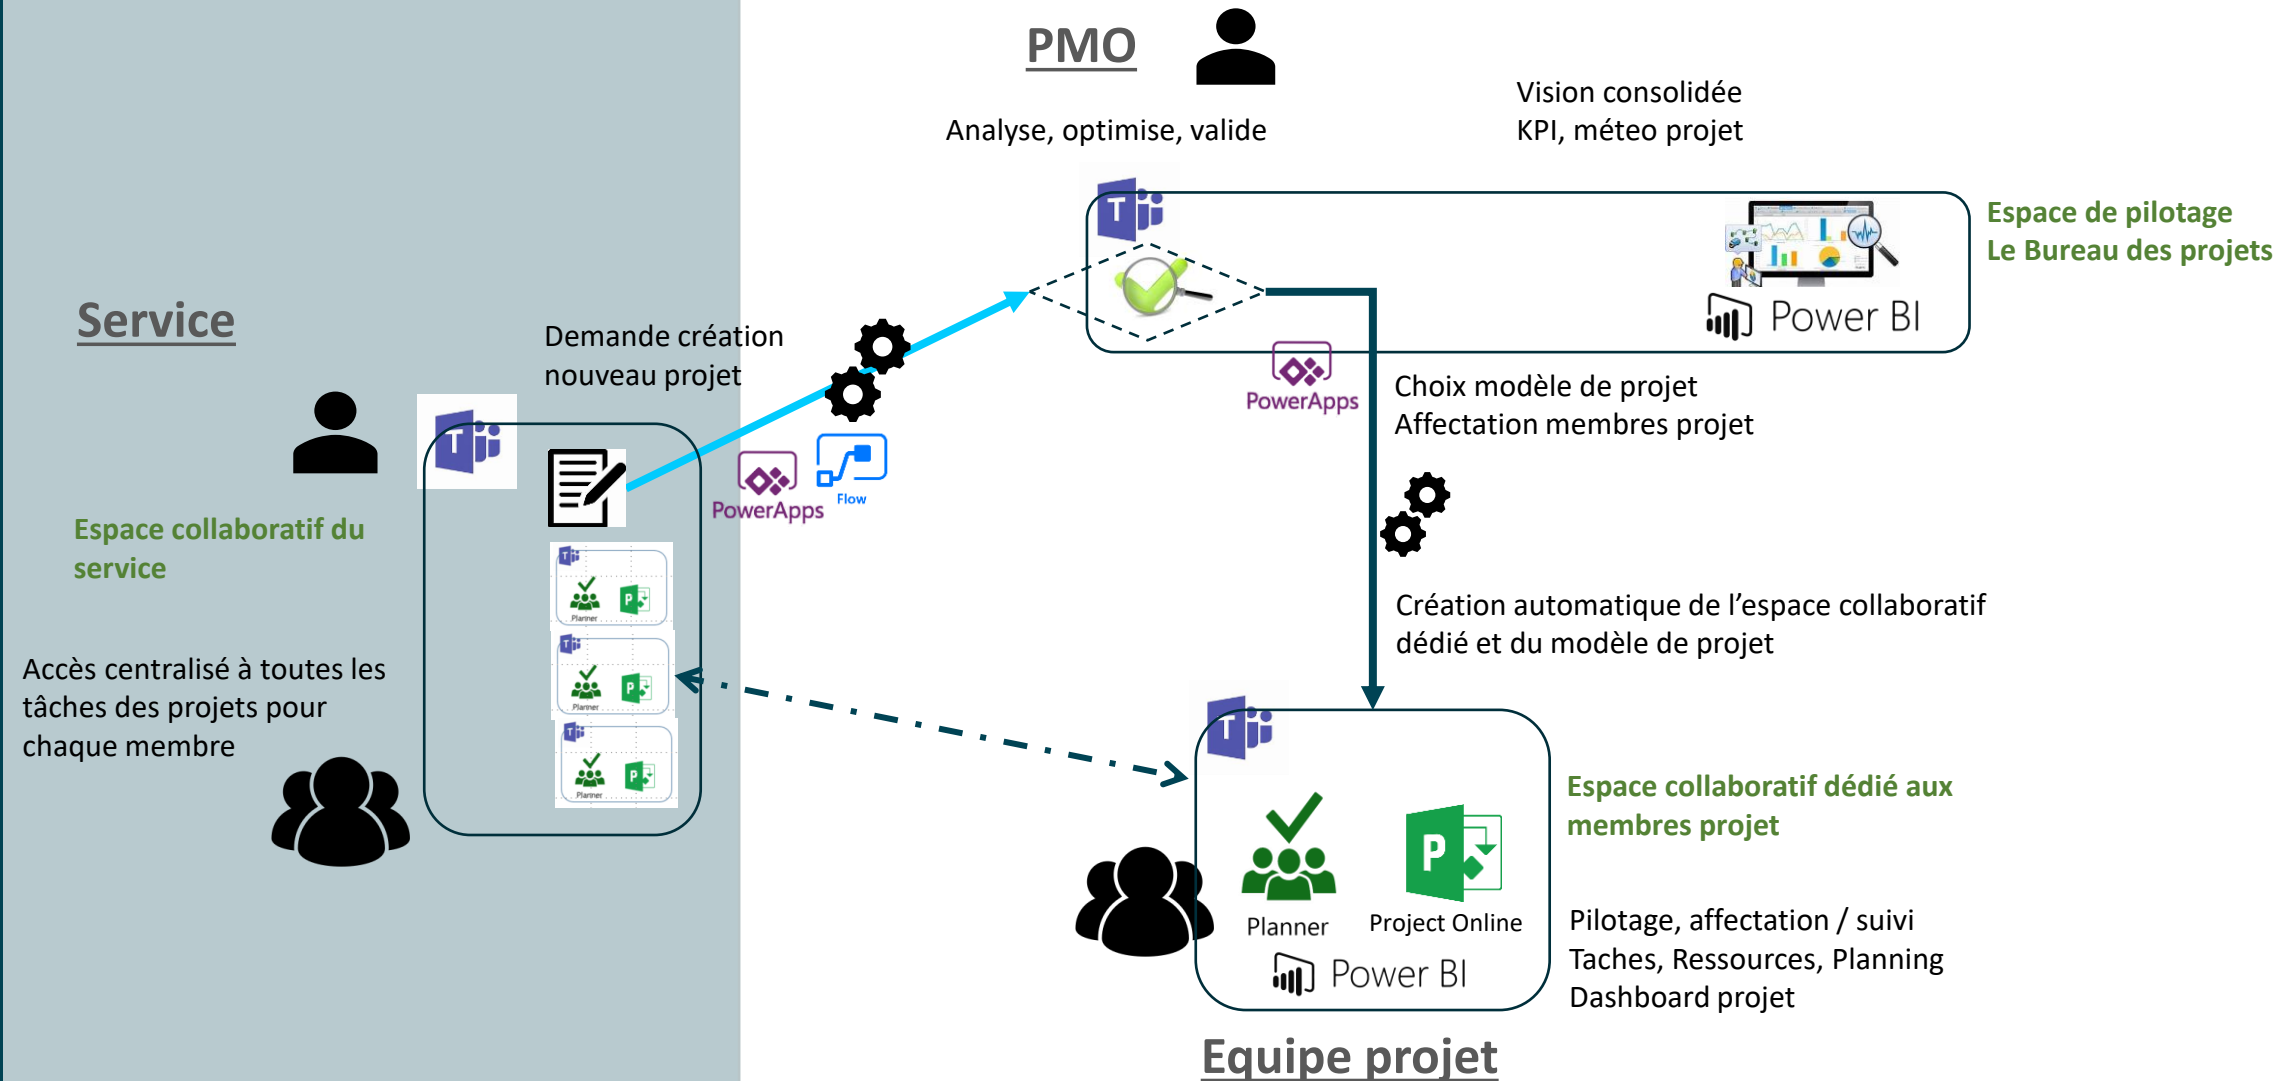 PMO
Analyse, optimise, valide
Vision consolidée
KPI, méteo projet
T
Espace de pilotage
Le Bureau des projets
Power BI
Service
Demande création
nouveau projet
PowerApps
Choix modèle de projet
Affectation membres projet
T
PowerApps
Flow
Espace collaboratif du
service
T
P
Planner
Création automatique de l’espace collaboratif
dédié et du modèle de projet
T
P
Planner
Accès centralisé à toutes les
tâches des projets pour
chaque membre
T
P
Planner
T
Espace collaboratif dédié aux
membres projet
P
Planner
Project Online
Power BI
Pilotage, affectation / suivi
Taches, Ressources, Planning
Dashboard projet
Equipe projet